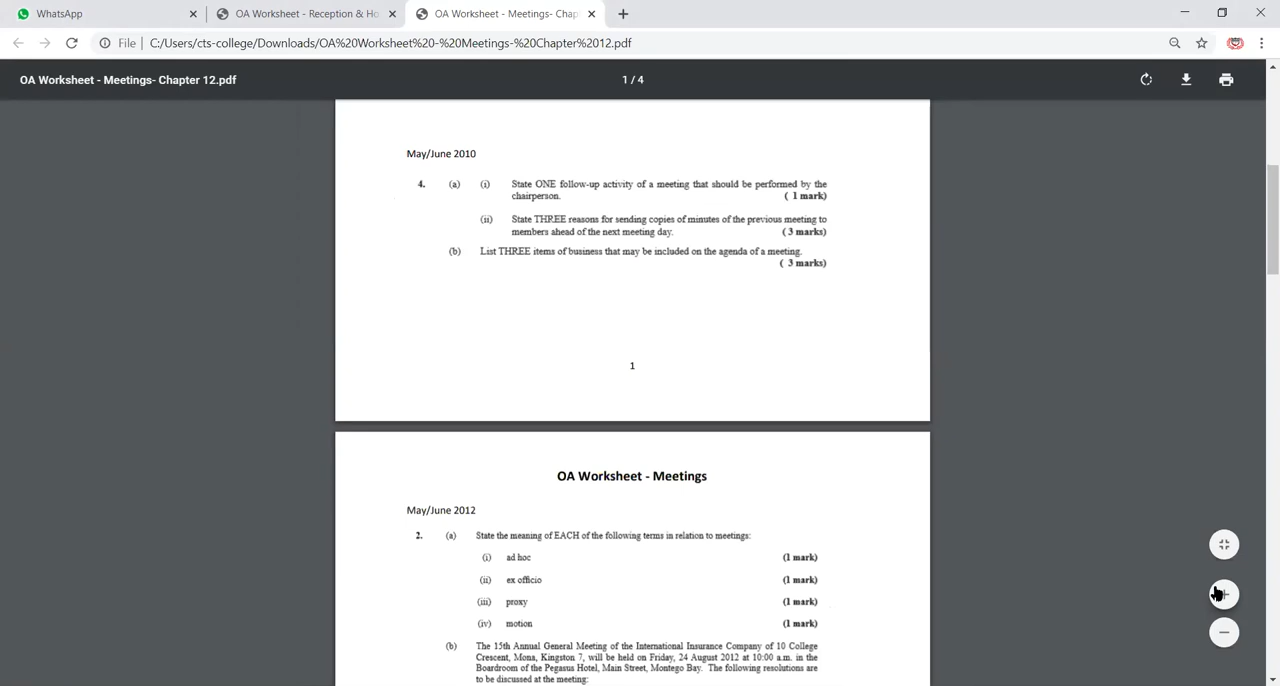 WhatsApp
OA Worksheet - Reception & Ho
OA Worksheet - Meetings- Chap
File
C:/Users/cts-college/Downloads/OA%20Worksheet%20-%20Meetings-%20Chapter%2012.pdf
OA Worksheet - Meetings- Chapter 12.pdf
1 / 4
May/June 2010
4. (a) (i) State ONE follow-up activity of a meeting that should be performed by the
chairperson. ( 1 mark)
(ii) State THREE reasons for sending copies of minutes of the previous meeting to
members ahead of the next meeting day. ( 3 marks)
(b) List THREE items of business that may be included on the agenda of a meeting.
( 3 marks)
1
OA Worksheet - Meetings
May/June 2012
2. (a) State the meaning of EACH of the following terms in relation to meetings:
(i) ad hoc (1 mark)
(ii) ex officio (1 mark)
(iii) proxy (1 mark)
(iv) motion (1 mark)
(b) The 15th Annual General Meeting of the International Insurance Company of 10 College
Crescent, Mona, Kingston 7, will be held on Friday, 24 August 2012 at 10:00 a.m. in the
Boardroom of the Pegasus Hotel, Main Street, Montego Bay. The following resolutions are
to be discussed at the meeting: